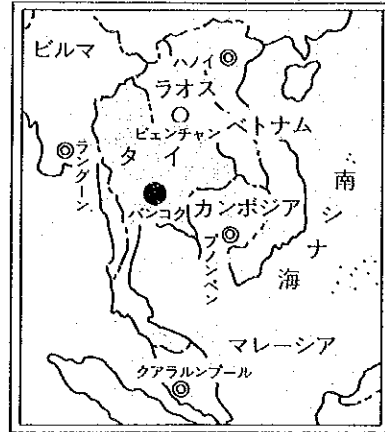 ビルマ
ハノイ
ラオス
ビエンチャン
ベトナム
ラングーン
タイ
バンコク
カンボジア
プノンペン
南シナ海
マレーシア
クアラルンプール